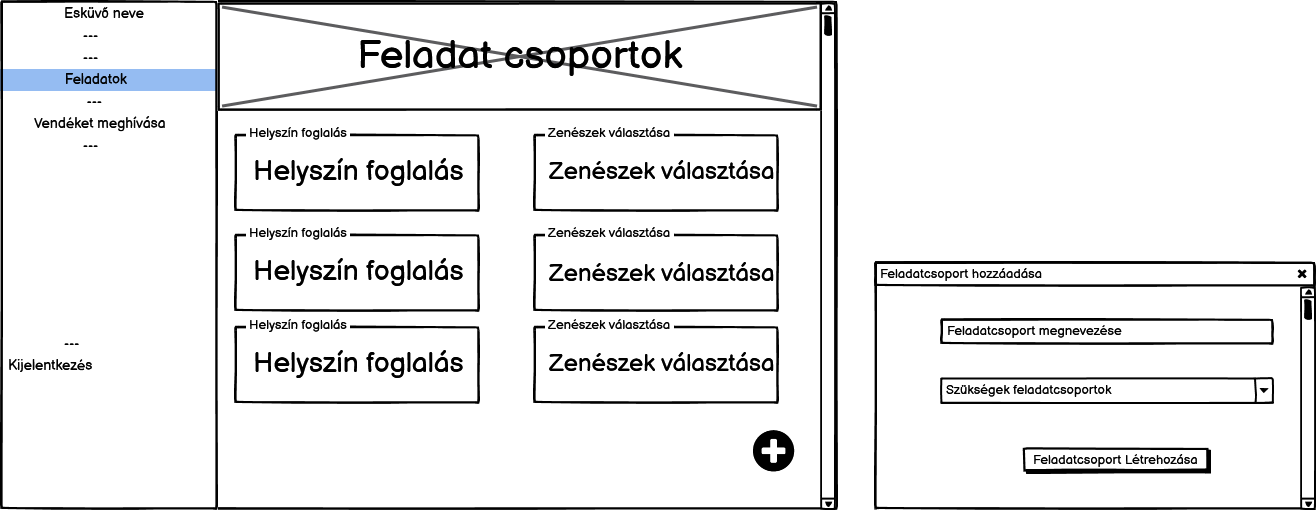 Esküvő neve
---
---
Feladatok
---
Vendéket meghívása
---
---
Kijelentkezés
Feladat csoportok
Helyszín foglalás
Helyszín foglalás
Zenészek választása
Zenészek választása
Helyszín foglalás
Helyszín foglalás
Zenészek választása
Zenészek választása
Helyszín foglalás
Helyszín foglalás
Zenészek választása
Zenészek választása
Feladatcsoport hozzáadása
Feladatcsoport megnevezése
Szükségek feladatcsoportok
Feladatcsoport Létrehozása